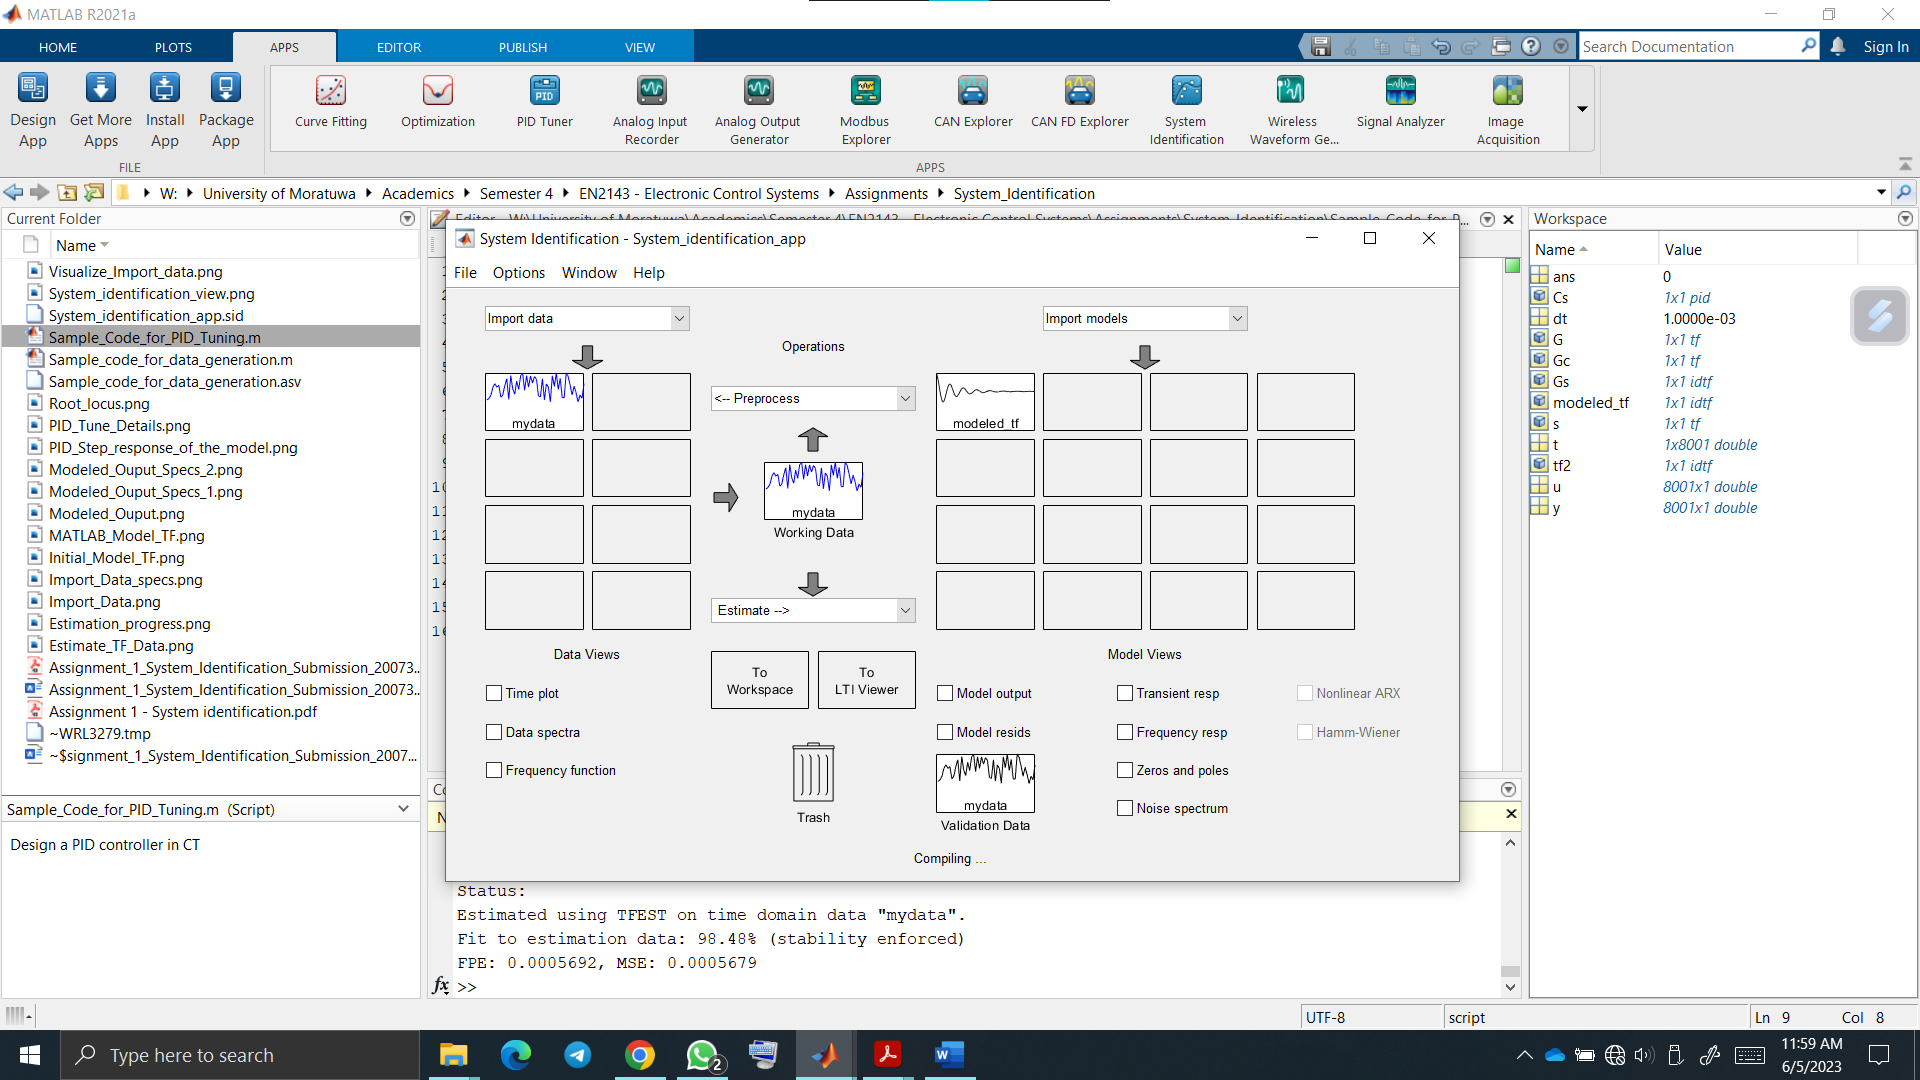 MATLAB R2021a
HOME PLOTS APPS EDITOR PUBLISH VIEW
Search Documentation
Sign In
Design App
Get More Apps
Install App
Package App
Curve Fitting
Optimization
PID Tuner
Analog Input Recorder
Analog Output Generator
Modbus Explorer
CAN Explorer
CAN FD Explorer
System Identification
Wireless Waveform Ge...
Signal Analyzer
Image Acquisition
FILE
APPS
W: University of Moratuwa Academics Semester 4 EN2143 - Electronic Control Systems Assignments System_Identification
Current Folder
Name
Visualize_Import_data.png
System_identification_view.png
System_identification_app.sid
Sample_Code_for_PID_Tuning.m
Sample_code_for_data_generation.m
Sample_code_for_data_generation.asv
Root_locus.png
PID_Tune_Details.png
PID_Step_response_of_the_model.png
Modeled_Ouput_Specs_2.png
Modeled_Ouput_Specs_1.png
Modeled_Ouput.png
MATLAB_Model_TF.png
Initial_Model_TF.png
Import_Data_specs.png
Import_Data.png
Estimation_progress.png
Estimate_TF_Data.png
Assignment_1_System_Identification_Submission_20073...
Assignment_1_System_Identification_Submission_20073...
Assignment 1 - System identification.pdf
~WRL3279.tmp
~$signment_1_System_Identification_Submission_2007...
Sample_Code_for_PID_Tuning.m (Script)
Design a PID controller in CT
Editor - W:\University of Moratuwa\Academics\Semester 4\EN2143 - Electronic Control Systems\Assignments\System_Identification\Sample_Code_for_P...
System Identification - System_identification_app
File Options Window Help
Import data
Import models
Operations
<-- Preprocess
mydata
modeled_tf
mydata
Working Data
Estimate -->
Data Views
To Workspace
To LTI Viewer
Model Views
Time plot
Data spectra
Frequency function
Trash
Model output
Model resids
Transient resp
Frequency resp
Zeros and poles
Noise spectrum
Nonlinear ARX
Hamm-Wiener
mydata
Validation Data
Compiling ...
Status:
Estimated using TFEST on time domain data "mydata".
Fit to estimation data: 98.48% (stability enforced)
FPE: 0.0005692, MSE: 0.0005679
fx >>
Workspace
Name Value
ans 0
Cs 1x1 pid
dt 1.0000e-03
G 1x1 tf
Gc 1x1 tf
Gs 1x1 idtf
modeled_tf 1x1 idtf
s 1x1 tf
t 1x8001 double
tf2 1x1 idtf
u 8001x1 double
y 8001x1 double
UTF-8
script
Ln 9 Col 8
Type here to search
2
11:59 AM
6/5/2023